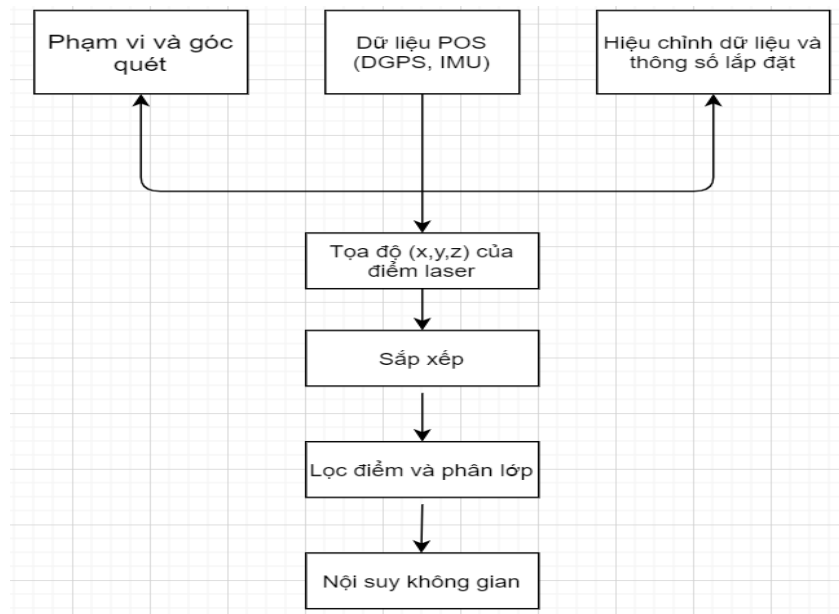 Phạm vi và góc
quét
Dữ liệu POS
(DGPS, IMU)
Hiệu chỉnh dữ liệu và
thông số lắp đặt
Tọa độ (x,y,z) của
điểm laser
Sắp xếp
Lọc điểm và phân lớp
Nội suy không gian